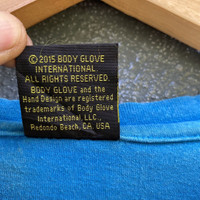 ©2015 BODY GLOVE
INTERNATIONAL
ALL RIGHTS RESERVED.
BODY GLOVE and the
Hand Design are registered
trademarks of Body Glove
International, LLC.,
Redondo Beach, CA. USA